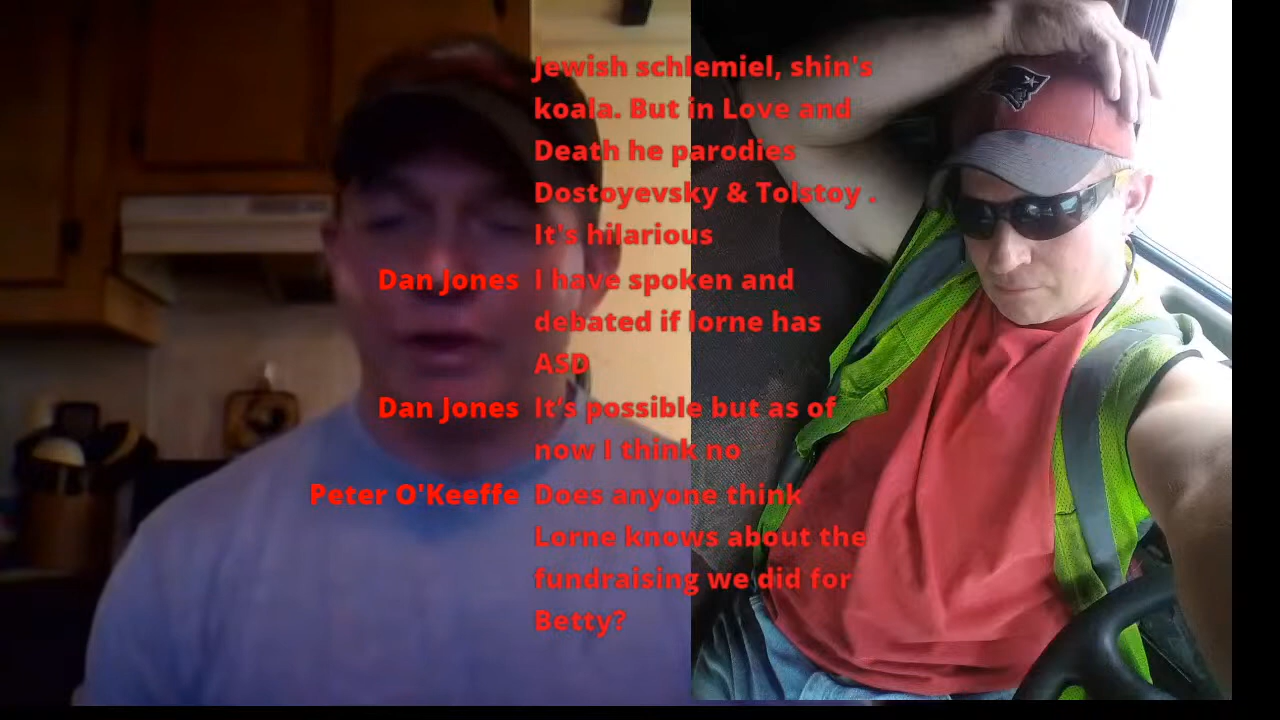 Jewish schlemiel, shin's
koala. But in Love and
Death he parodies
Dostoyevsky & Tolstoy .
It's hilarious
Dan Jones I have spoken and
debated if lorne has
ASD
Dan Jones It's possible but as of
now I think no
Peter O'Keeffe Does anyone think
Lorne knows about the
fundraising we did for
Betty?